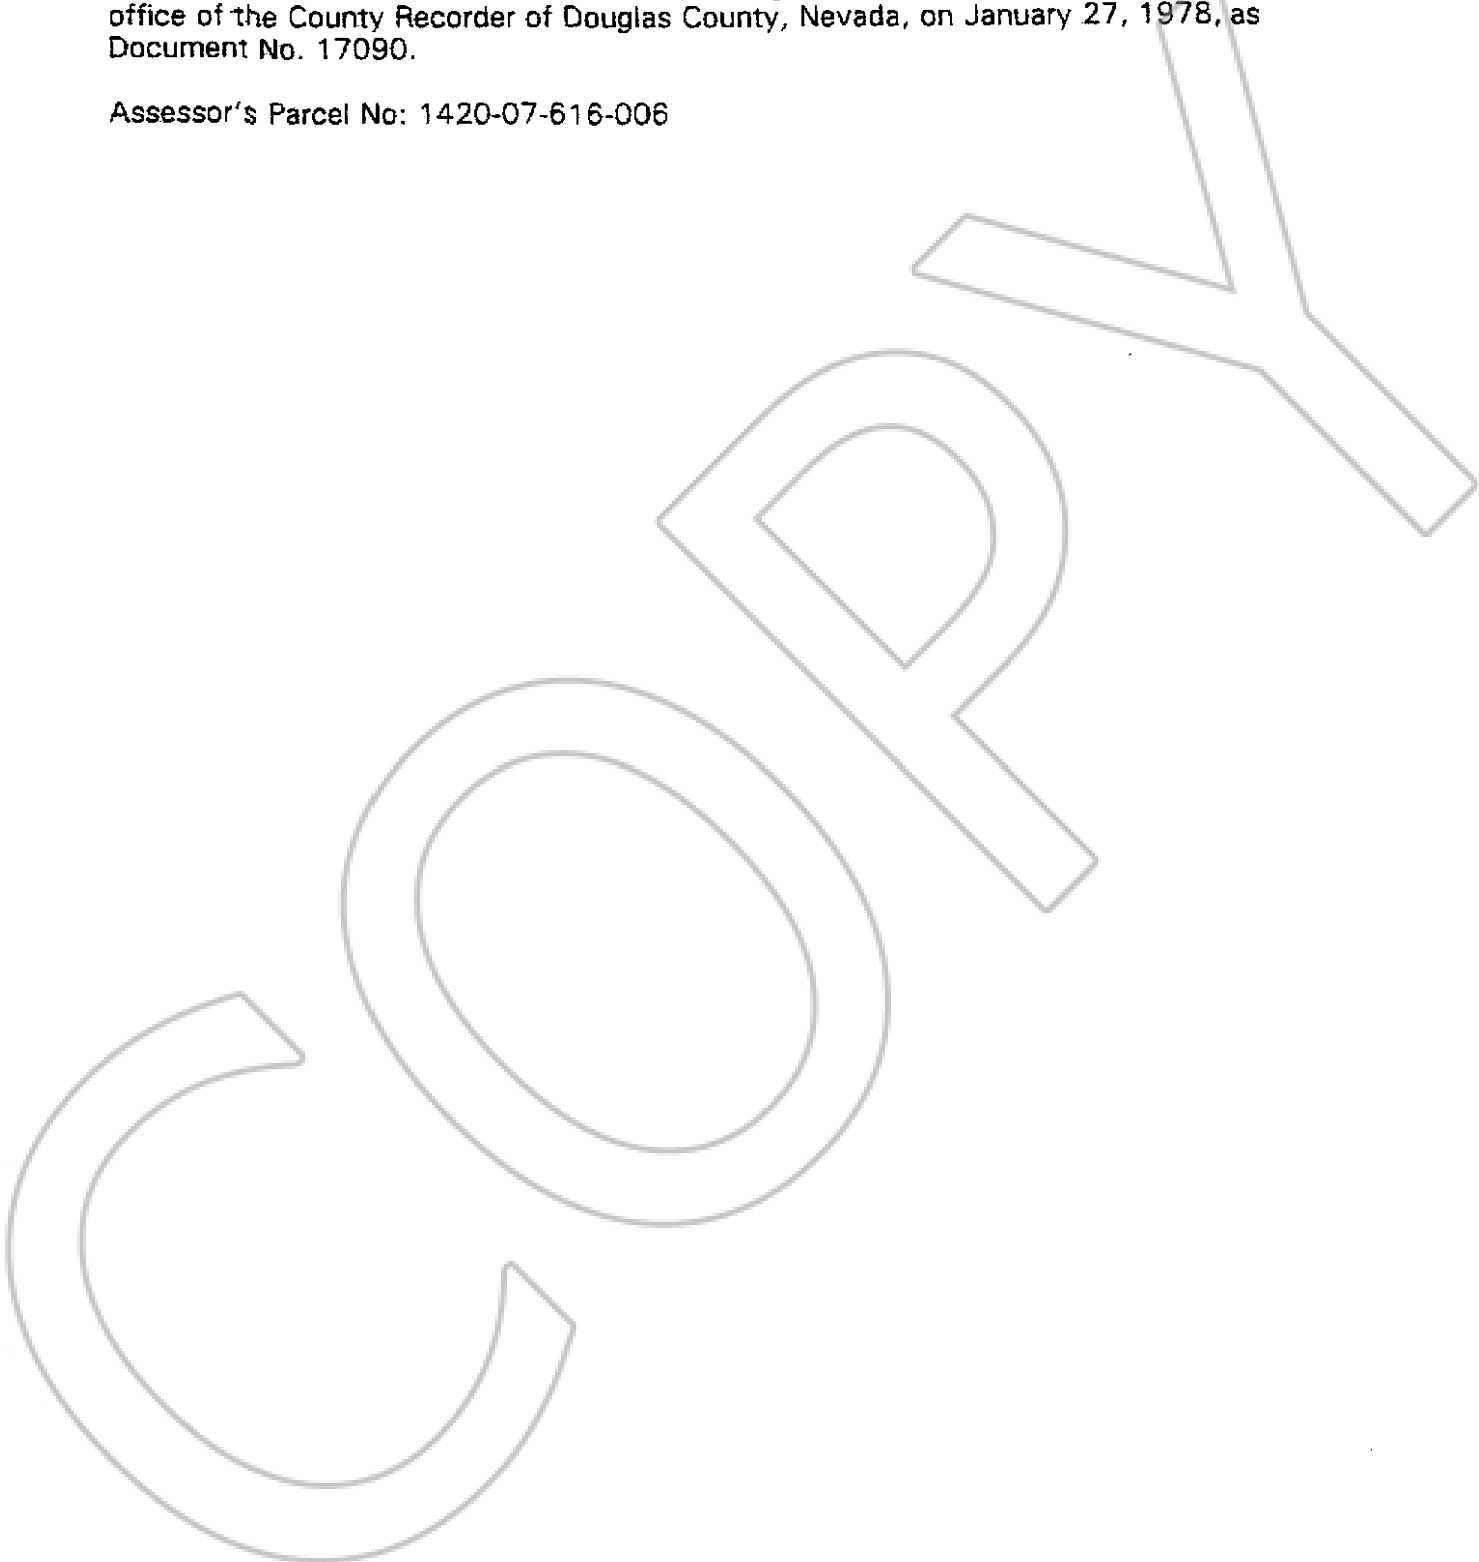 office of the County Recorder of Douglas County, Nevada, on January 27, 1978, as
Document No. 17090.
Assessor's Parcel No: 1420-07-616-006
COPY